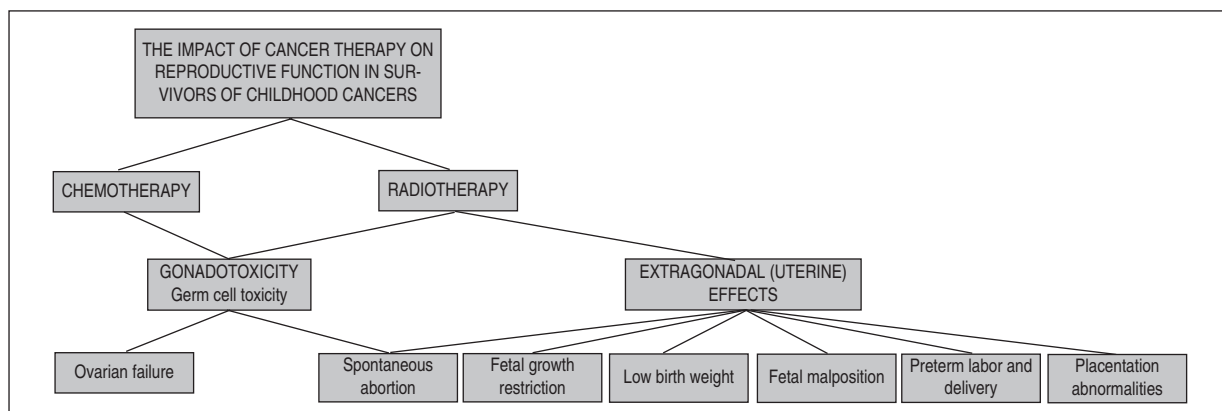 THE IMPACT OF CANCER THERAPY ON
REPRODUCTIVE FUNCTION IN SUR-
VIVORS OF CHILDHOOD CANCERS
CHEMOTHERAPY
RADIOTHERAPY
GONADOTOXICITY
Germ cell toxicity
EXTRAGONADAL (UTERINE)
EFFECTS
Ovarian failure
Spontaneous
abortion
Fetal growth
restriction
Low birth weight
Fetal malposition
Preterm labor and
delivery
Placentation
abnormalities